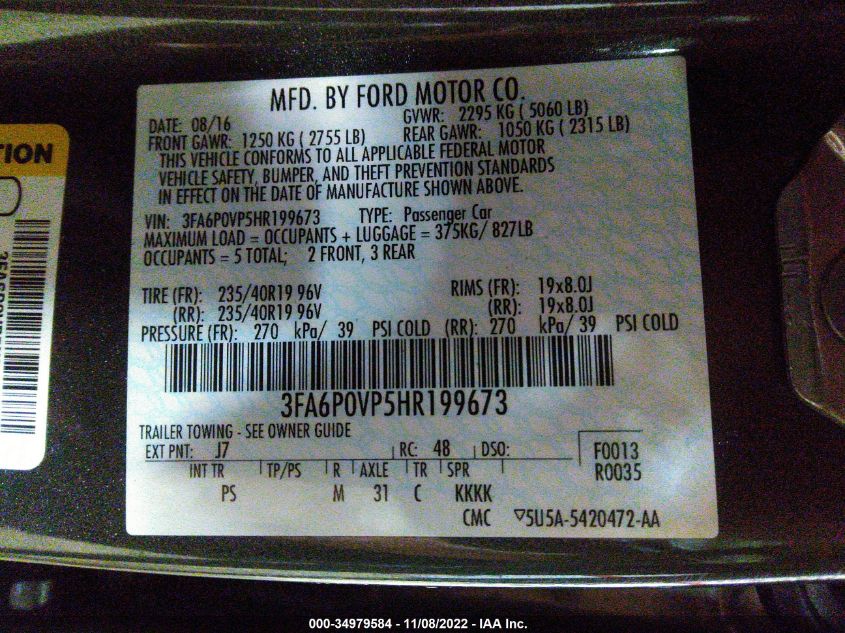 MFD. BY FORD MOTOR CO.
DATE: 08/16 GVWR: 2295 KG ( 5060 LB)
FRONT GAWR: 1250 KG ( 2755 LB) REAR GAWR: 1050 KG ( 2315 LB)
THIS VEHICLE CONFORMS TO ALL APPLICABLE FEDERAL MOTOR
VEHICLE SAFETY, BUMPER, AND THEFT PREVENTION STANDARDS
IN EFFECT ON THE DATE OF MANUFACTURE SHOWN ABOVE.
VIN: 3FA6P0VP5HR199673 TYPE: Passenger Car
MAXIMUM LOAD = OCCUPANTS + LUGGAGE = 375KG/ 827LB
OCCUPANTS = 5 TOTAL; 2 FRONT, 3 REAR
TIRE (FR): 235/40R19 96V RIMS (FR): 19x8.0J
(RR): 235/40R19 96V (RR): 19x8.0J
PRESSURE (FR): 270 kPa/ 39 PSI COLD (RR): 270 kPa/ 39 PSI COLD
3FA6P0VP5HR199673
TRAILER TOWING - SEE OWNER GUIDE
EXT PNT: J7 RC: 48 DSO: F0013
R0035
INT TR TP/PS R AXLE TR SPR
PS M 31 C KKKK
CMC ▽5U5A-5420472-AA
TION
000-34979584 - 11/08/2022 - IAA Inc.